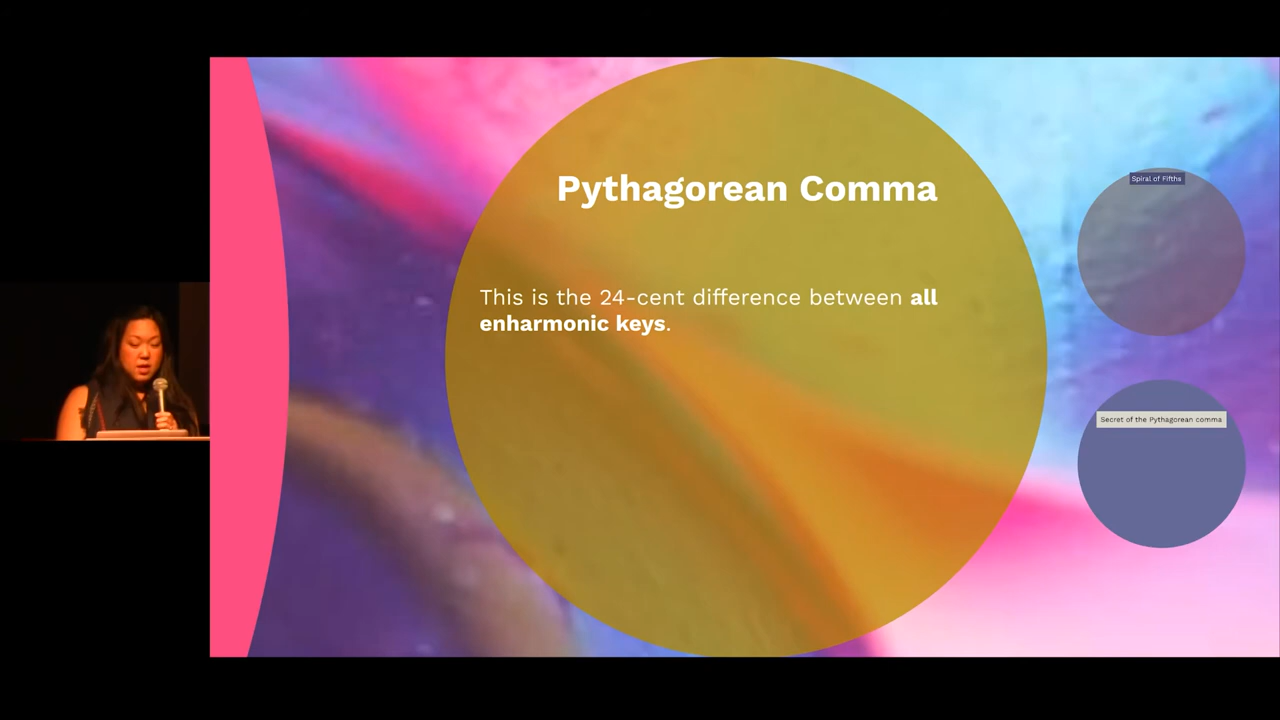 Pythagorean Comma
This is the 24-cent difference between all
enharmonic keys.
Spiral of Fifths
Secret of the Pythagorean comma